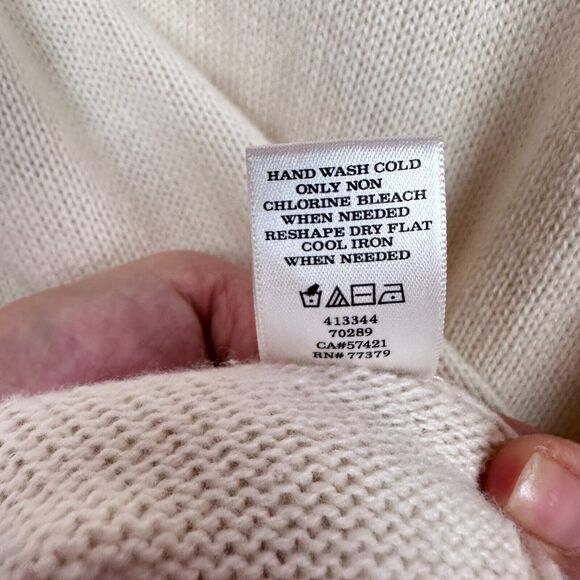 HAND WASH COLD
ONLY NON
CHLORINE BLEACH
WHEN NEEDED
RESHAPE DRY FLAT
COOL IRON
WHEN NEEDED
413344
70289
CA#57421
RN# 77379